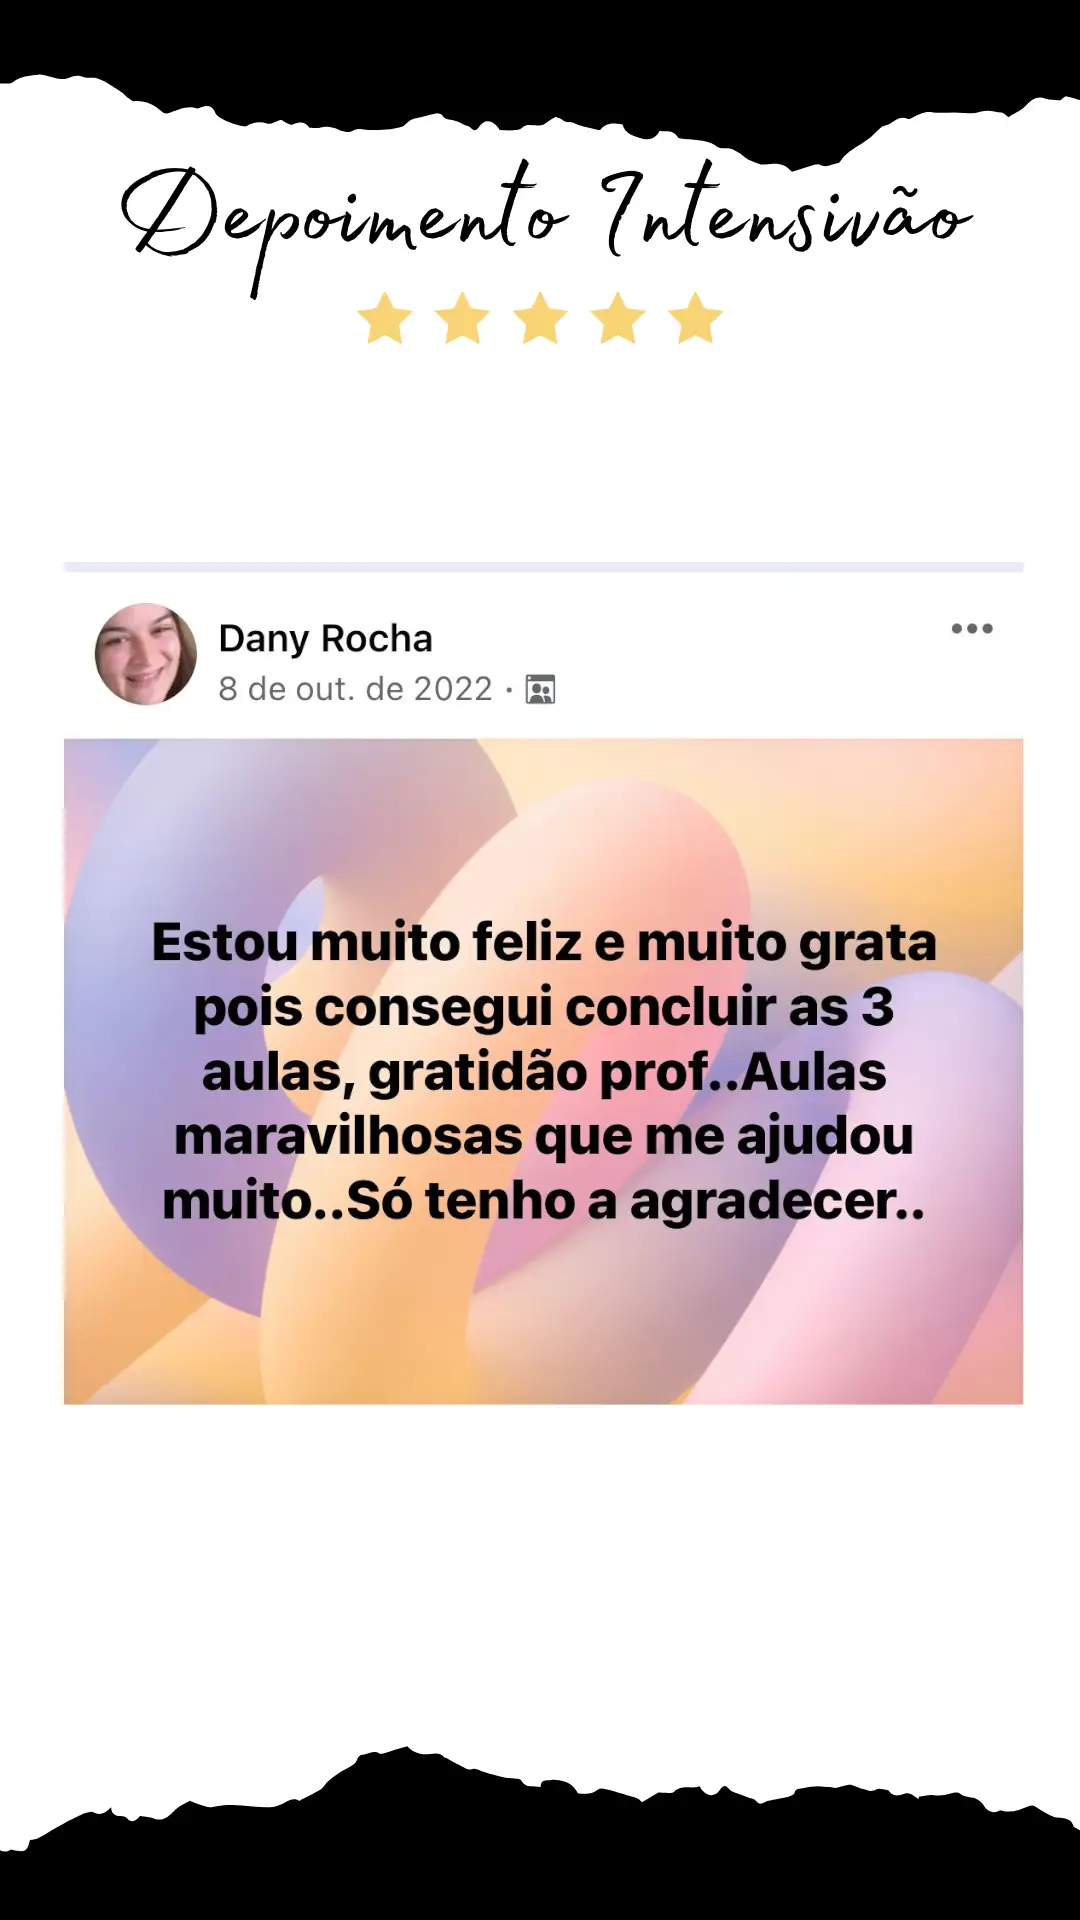 Depoimento Intensivão
Dany Rocha
8 de out. de 2022 ·
Estou muito feliz e muito grata
pois consegui concluir as 3
aulas, gratidão prof..Aulas
maravilhosas que me ajudou
muito..Só tenho a agradecer..